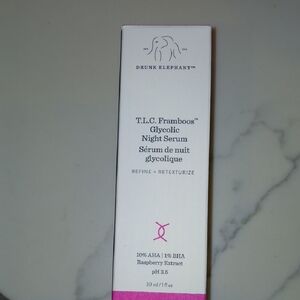 DRUNK ELEPHANT™
T.L.C. Framboos™
Glycolic
Night Serum
Sérum de nuit
glycolique
REFINE + RETEXTURIZE
10% AHA | 1% BHA
Raspberry Extract
pH 3.5
30 ml / 1 fl oz